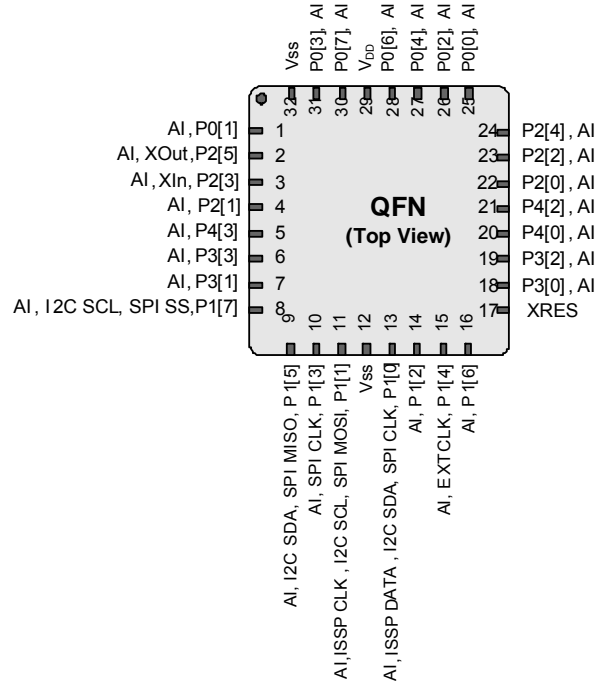 Vss
P0[3], AI
P0[7], AI
VDD
P0[6], AI
P0[4], AI
P0[2], AI
P0[0], AI
32
31
30
29
28
27
26
25
AI,P0[1]
1
24
P2[4], AI
AI, XOut,P2[5]
2
23
P2[2], AI
AI, XIn, P2[3]
3
22
P2[0], AI
AI, P2[1]
4
QFN
21
P4[2], AI
AI, P4[3]
5
(Top View)
20
P4[0], AI
AI, P3[3]
6
19
P3[2], AI
AI, P3[1]
7
18
P3[0], AI
AI, I2C SCL, SPI SS,P1[7]
8
17
XRES
9
10
11
12
13
14
15
16
AI, I2C SDA, SPI MISO, P1[5]
AI, SPI CLK, P1[3]
AI,ISSP CLK , I2C SCL, SPI MOSI, P1[1]
Vss
AI,ISSP DATA , I2C SDA, SPI CLK, P1[0]
AI, P1[2]
AI, EXTCLK, P1[4]
AI, P1[6]